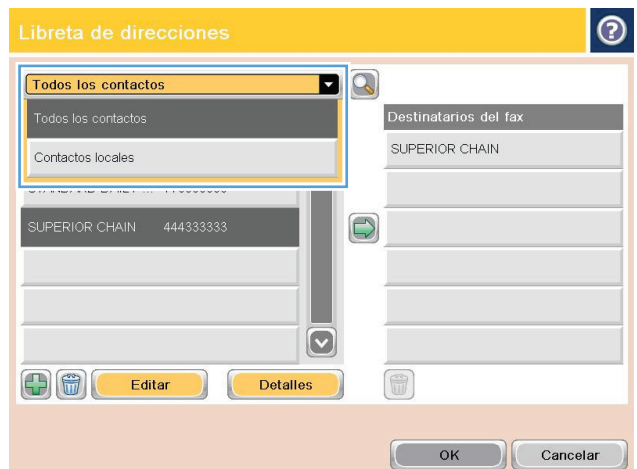 Libreta de direcciones
Todos los contactos
Todos los contactos
Contactos locales
SUPERIOR CHAIN 444333333
Editar
Detalles
Destinatarios del fax
SUPERIOR CHAIN
OK
Cancelar